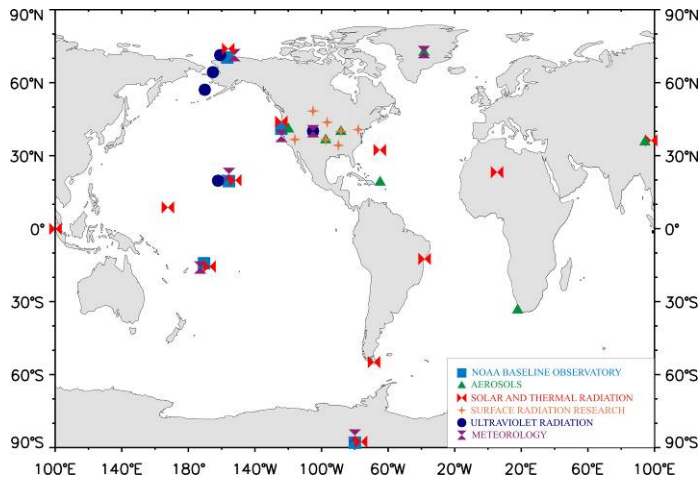 90°N 90°N
60°N 60°N
30°N 30°N
0° 0°
30°S 30°S
60°S 60°S
90°S 90°S
NOAA BASELINE OBSERVATORY
AEROSOLS
SOLAR AND THERMAL RADIATION
SURFACE RADIATION RESEARCH
ULTRAVIOLET RADIATION
METEOROLOGY
100°E 140°E 180° 140°W 100°W 60°W 20°W 20°E 60°E 100°E